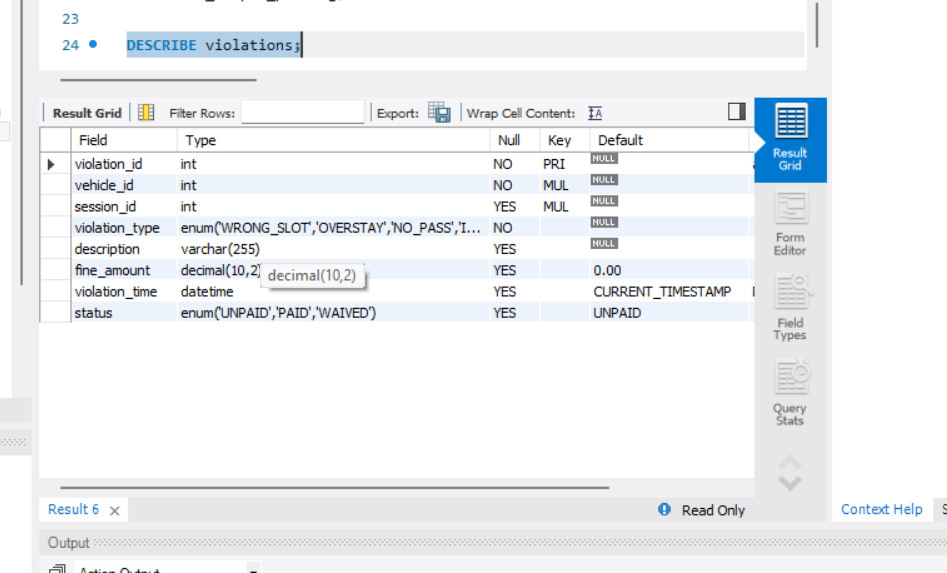 23
24 DESCRIBE violations;
Result Grid Filter Rows: Export: Wrap Cell Content:
Field Type Null Key Default
violation_id int NO PRI NULL
vehicle_id int NO MUL NULL
session_id int YES MUL NULL
violation_type enum('WRONG_SLOT','OVERSTAY','NO_PASS','I... NO NULL
description varchar(255) YES NULL
fine_amount decimal(10,2) YES 0.00
decimal(10,2)
violation_time datetime YES CURRENT_TIMESTAMP
status enum('UNPAID','PAID','WAIVED') YES UNPAID
Result
Grid
Form
Editor
Field
Types
Query
Stats
Result 6 Read Only
Context Help
Output
Action Output